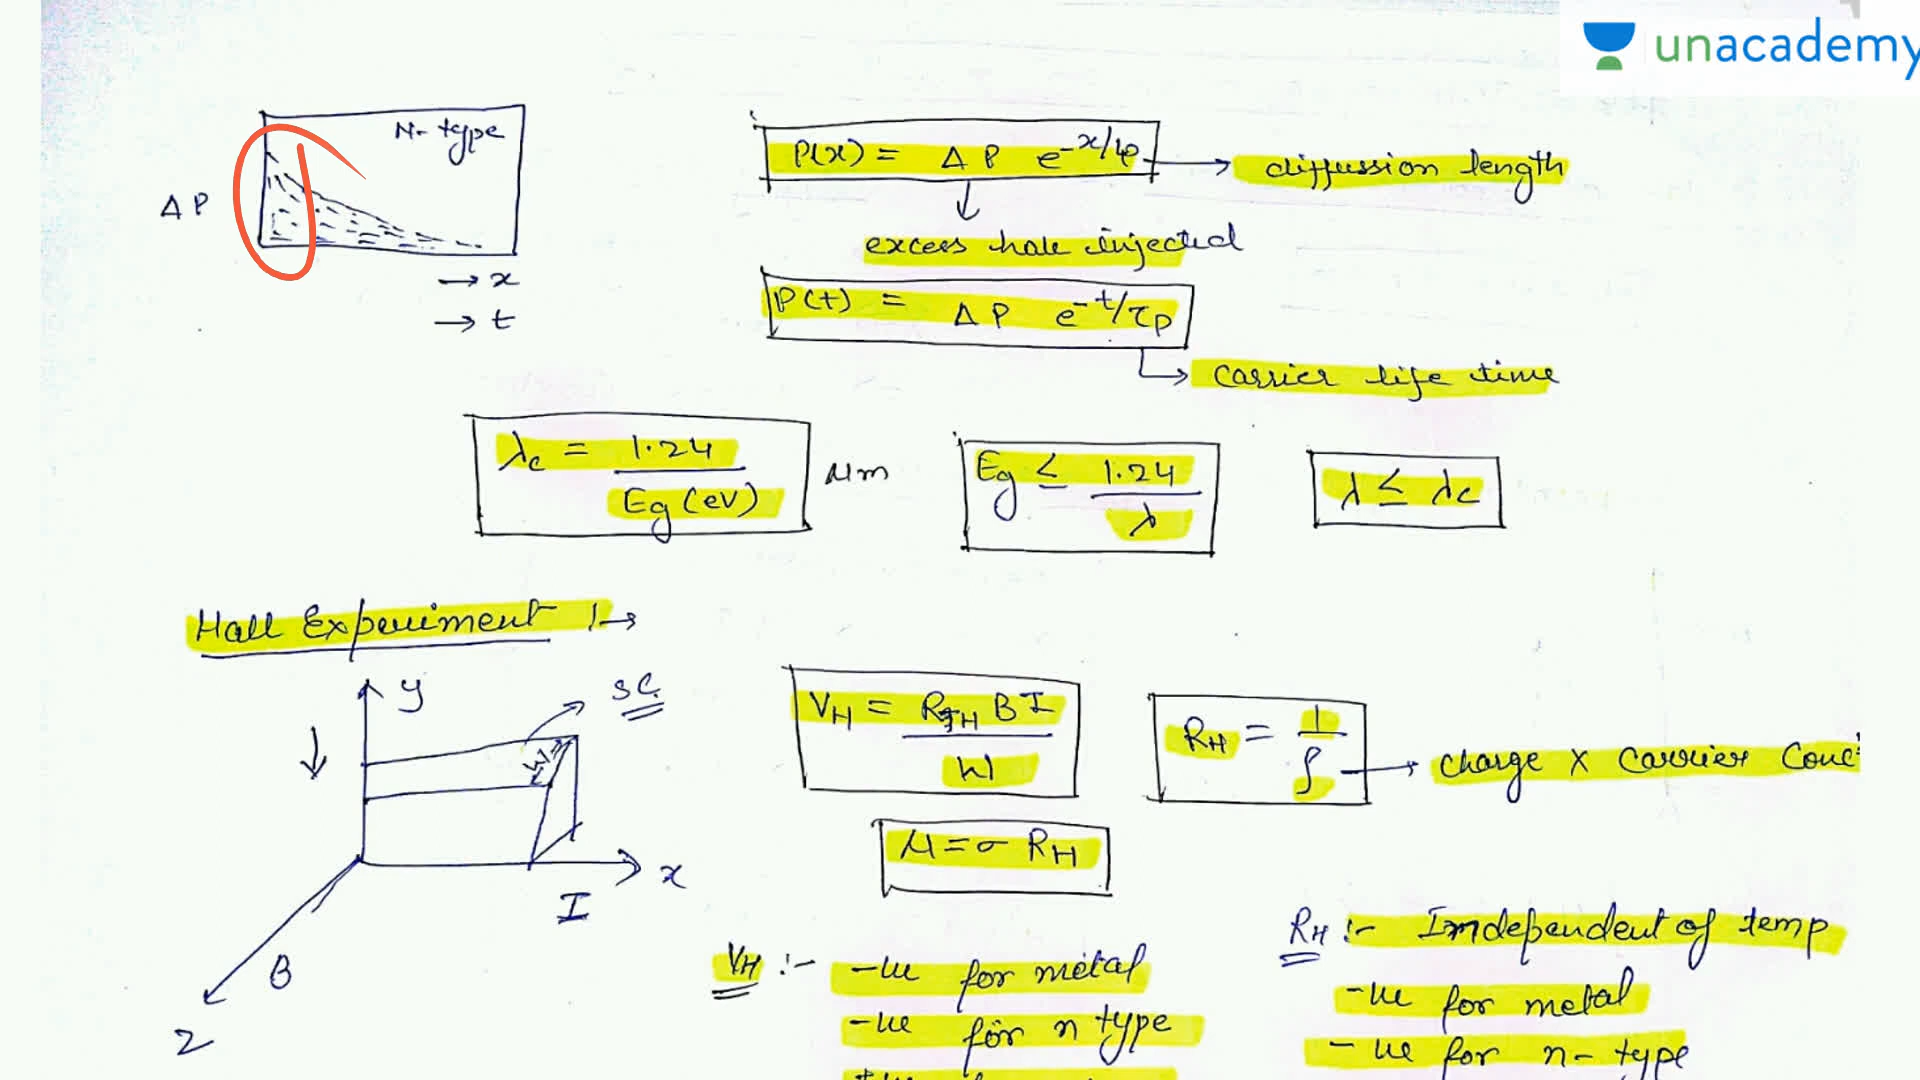 unacademy
N-type
ΔP
→ x
→ t
P(x) = ΔP e^-x/Lp → diffussion length
excess hole injected
P(t) = ΔP e^-t/τp
carrier life time
λc = 1.24 / Eg(eV) μm
Eg ≤ 1.24 / λ
λ ≤ λc
Hall Experiment :→
y
SC
W
x
I
B
Z
VH = RH B I / W
RH = 1 / ρ → charge x carrier Conc
μ = σ RH
VH :- -ve for metal
-ve for n type
RH :- Independent of temp
-ve for metal
-ve for n-type